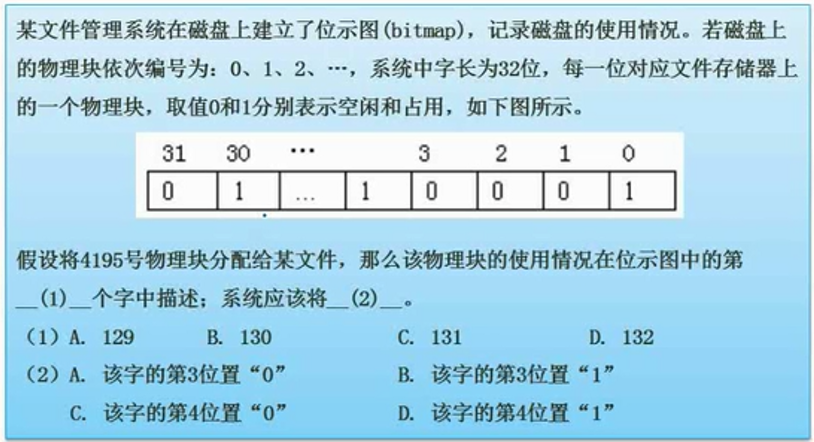 某文件管理系统在磁盘上建立了位示图(bitmap)，记录磁盘的使用情况。若磁盘上
的物理块依次编号为：0、1、2、…，系统中字长为32位，每一位对应文件存储器上
的一个物理块，取值0和1分别表示空闲和占用，如下图所示。
31 30 … 3 2 1 0
0 1 … 1 0 0 0 1
假设将4195号物理块分配给某文件，那么该物理块的使用情况在位示图中的第
__(1)__个字中描述；系统应该将__(2)__。
（1）A. 129 B. 130 C. 131 D. 132
（2）A. 该字的第3位置“0” B. 该字的第3位置“1”
C. 该字的第4位置“0” D. 该字的第4位置“1”